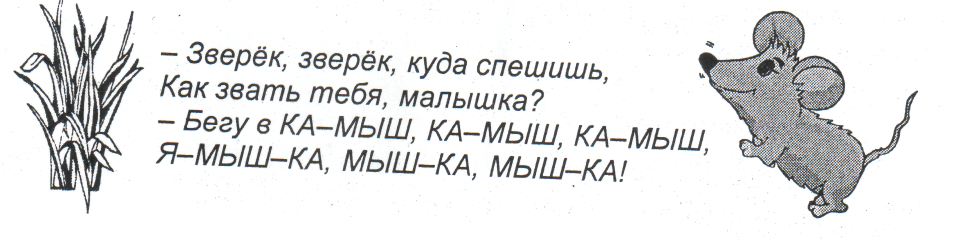 – Зверёк, зверёк, куда спешишь,
Как звать тебя, малышка?
– Бегу в КА–МЫШ, КА–МЫШ, КА–МЫШ,
Я–МЫШ–КА, МЫШ–КА, МЫШ–КА!